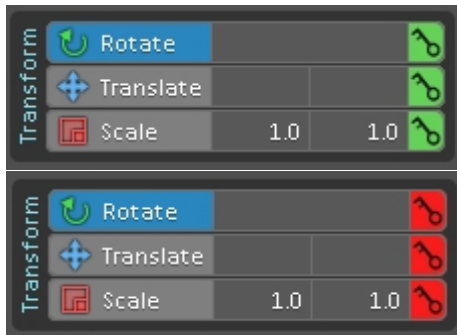 Transform
Rotate
Translate
Scale 1.0 1.0
Transform
Rotate
Translate
Scale 1.0 1.0